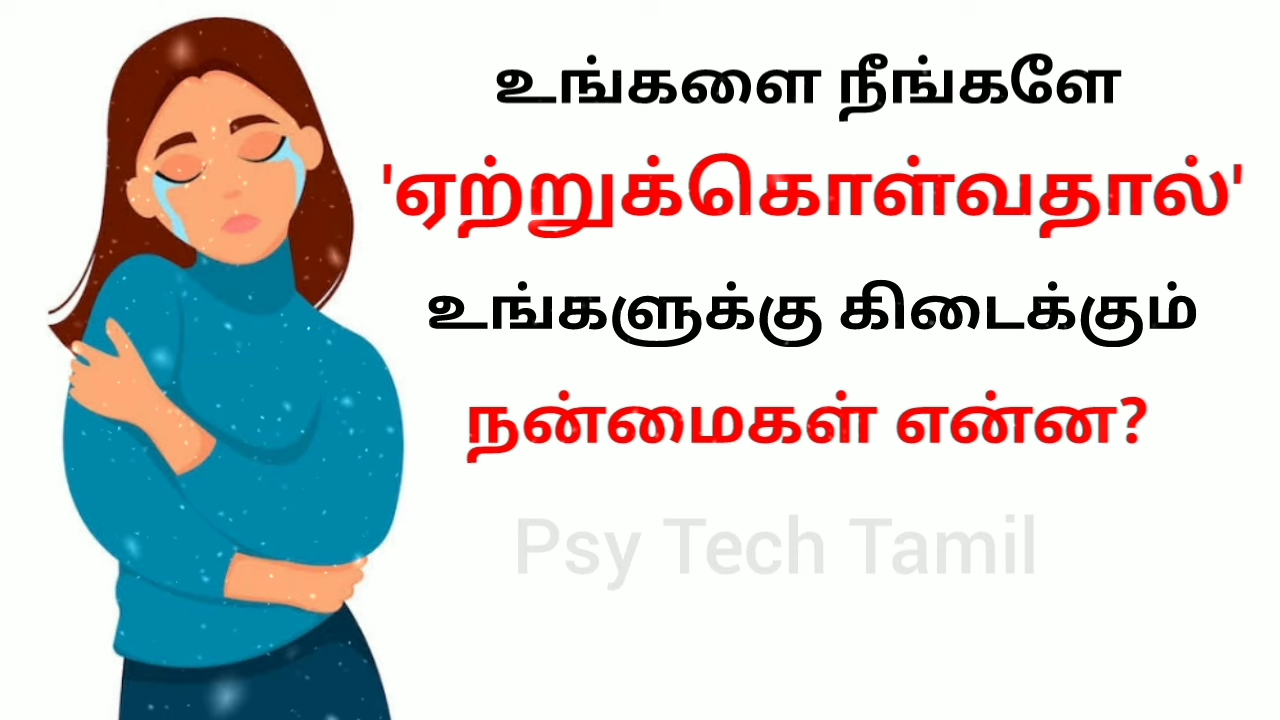 உங்களை நீங்களே
'ஏற்றுக்கொள்வதால்'
உங்களுக்கு கிடைக்கும்
நன்மைகள் என்ன?
Psy Tech Tamil